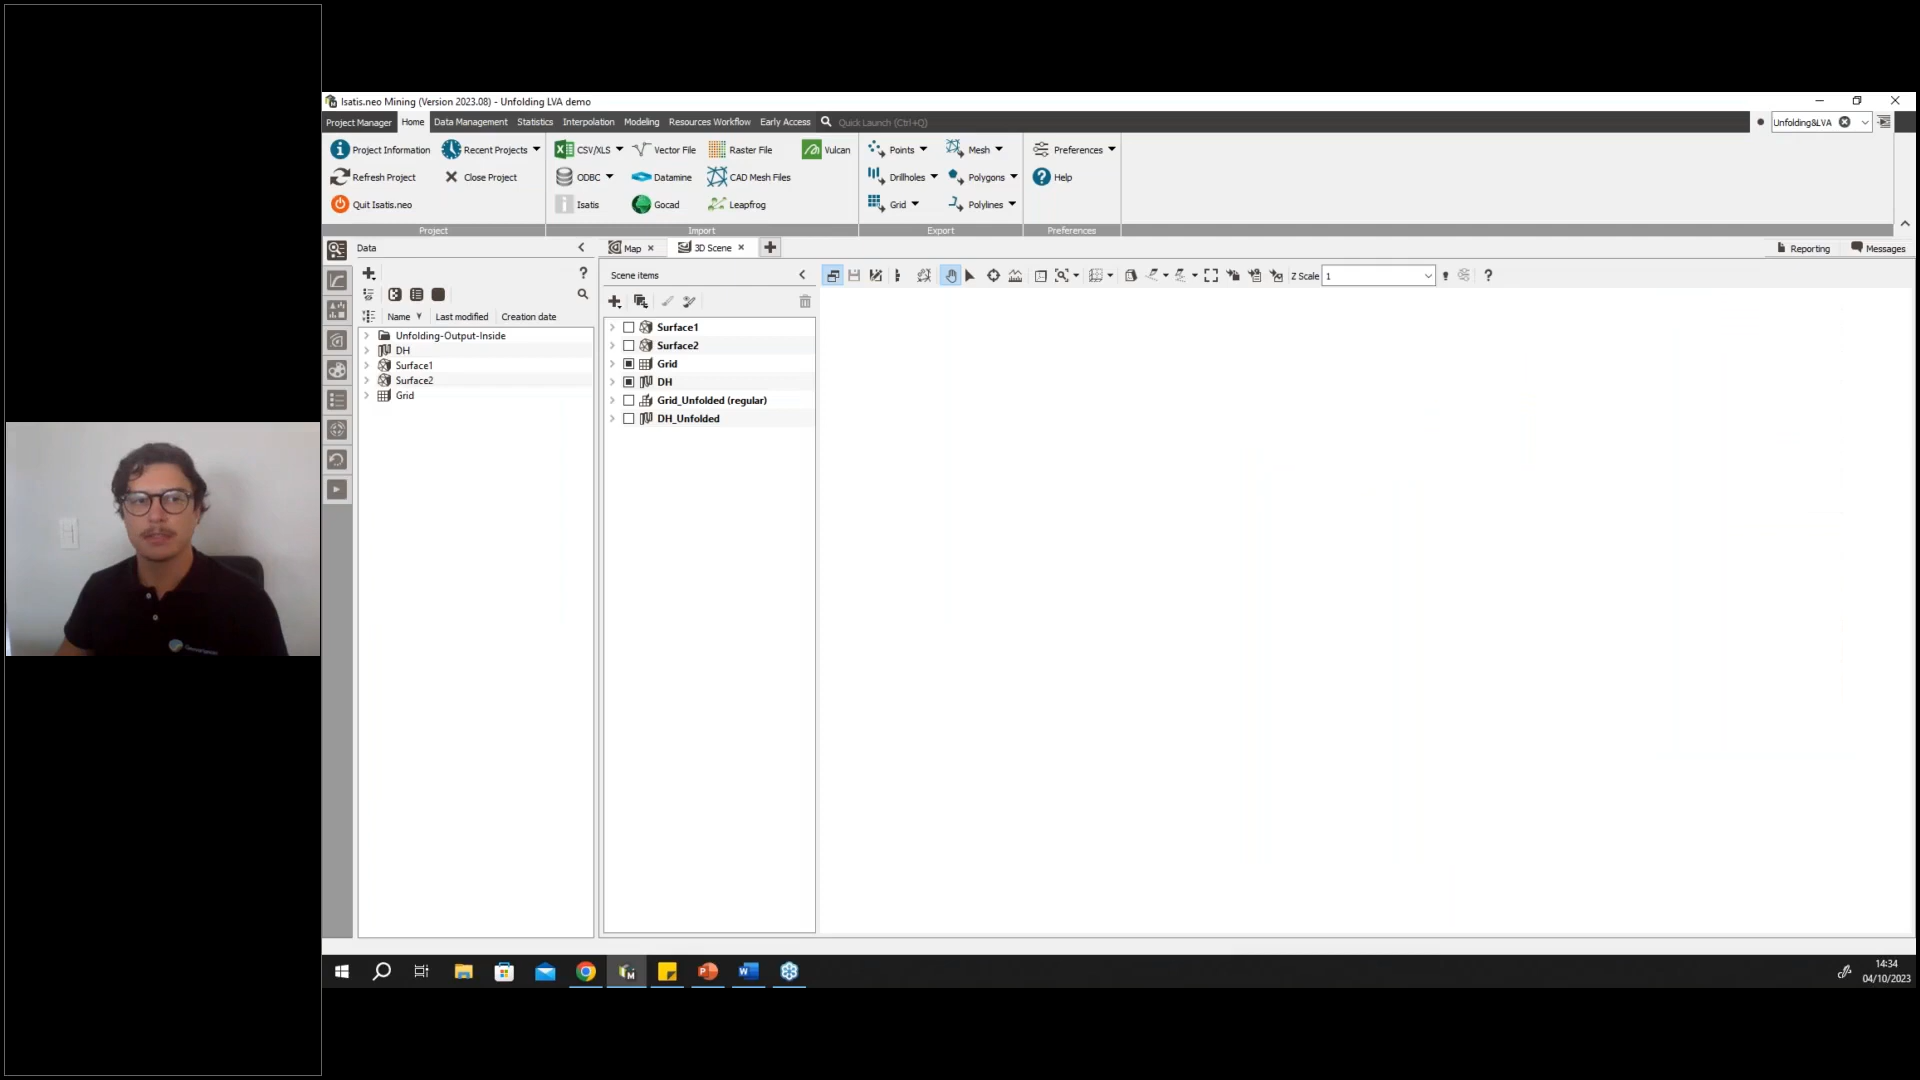 Isatis.neo Mining (Version 2023.08) - Unfolding LVA demo
Project Manager Home Data Management Statistics Interpolation Modeling Resources Workflow Early Access Quick Launch (Ctrl+Q) Unfolding&LVA
Project Information Recent Projects CSV/XLS Vector File Raster File Vulcan Points Mesh Preferences
Refresh Project Close Project ODBC Datamine CAD Mesh Files Drillholes Polygons Help
Quit Isatis.neo Isatis Gocad Leapfrog Grid Polylines
Project Import Export Preferences
Data Map 3D Scene Reporting Messages
Scene items Z Scale 1
Name Last modified Creation date
Unfolding-Output-Inside
DH
Surface1
Surface2
Grid
Surface1
Surface2
Grid
DH
Grid_Unfolded (regular)
DH_Unfolded
14:34
04/10/2023